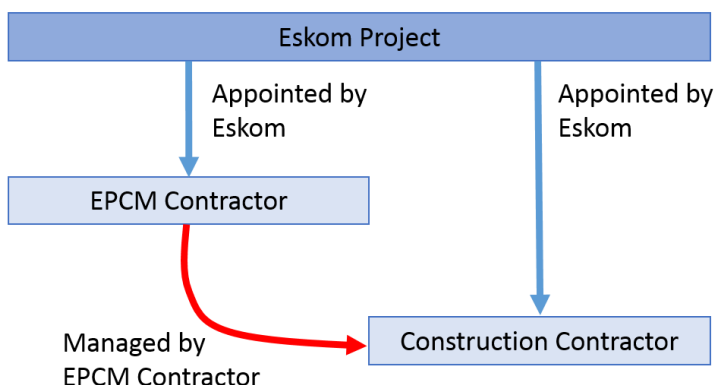 Eskom Project
Appointed by
Eskom
Appointed by
Eskom
EPCM Contractor
Construction Contractor
Managed by
EPCM Contractor